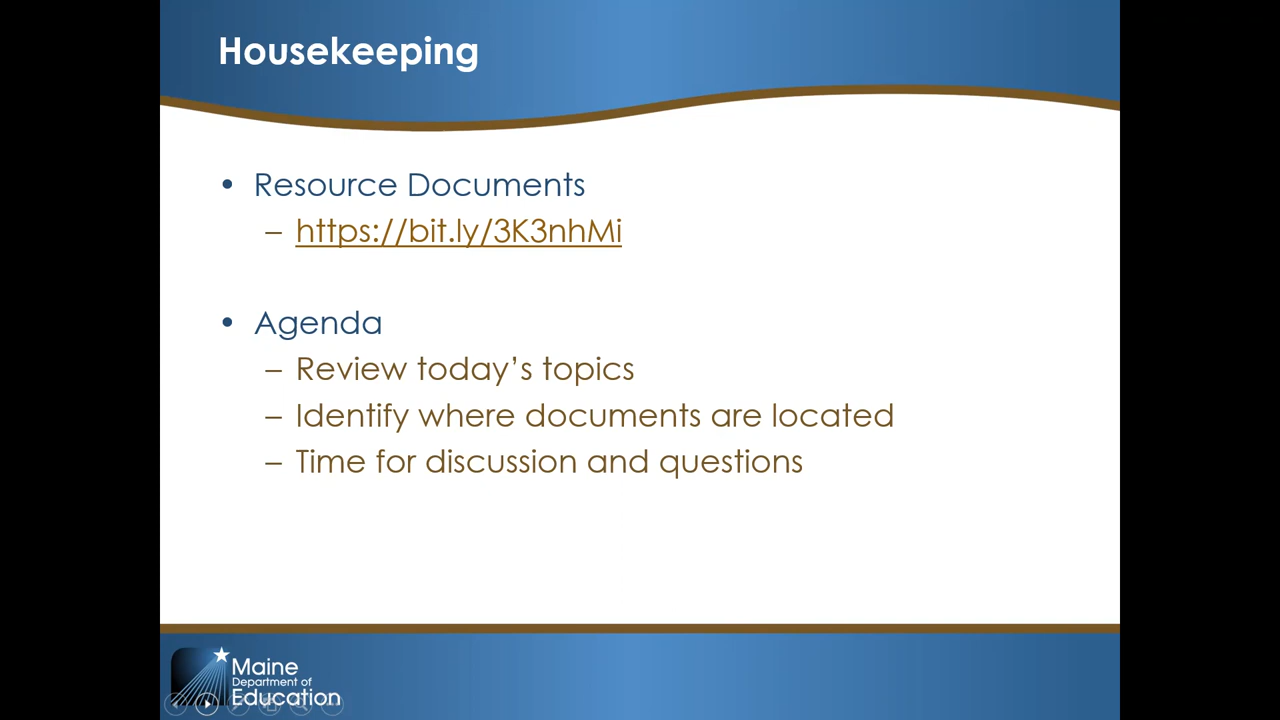 Housekeeping
• Resource Documents
– https://bit.ly/3K3nhMi
• Agenda
– Review today’s topics
– Identify where documents are located
– Time for discussion and questions
Maine
Department of
Education